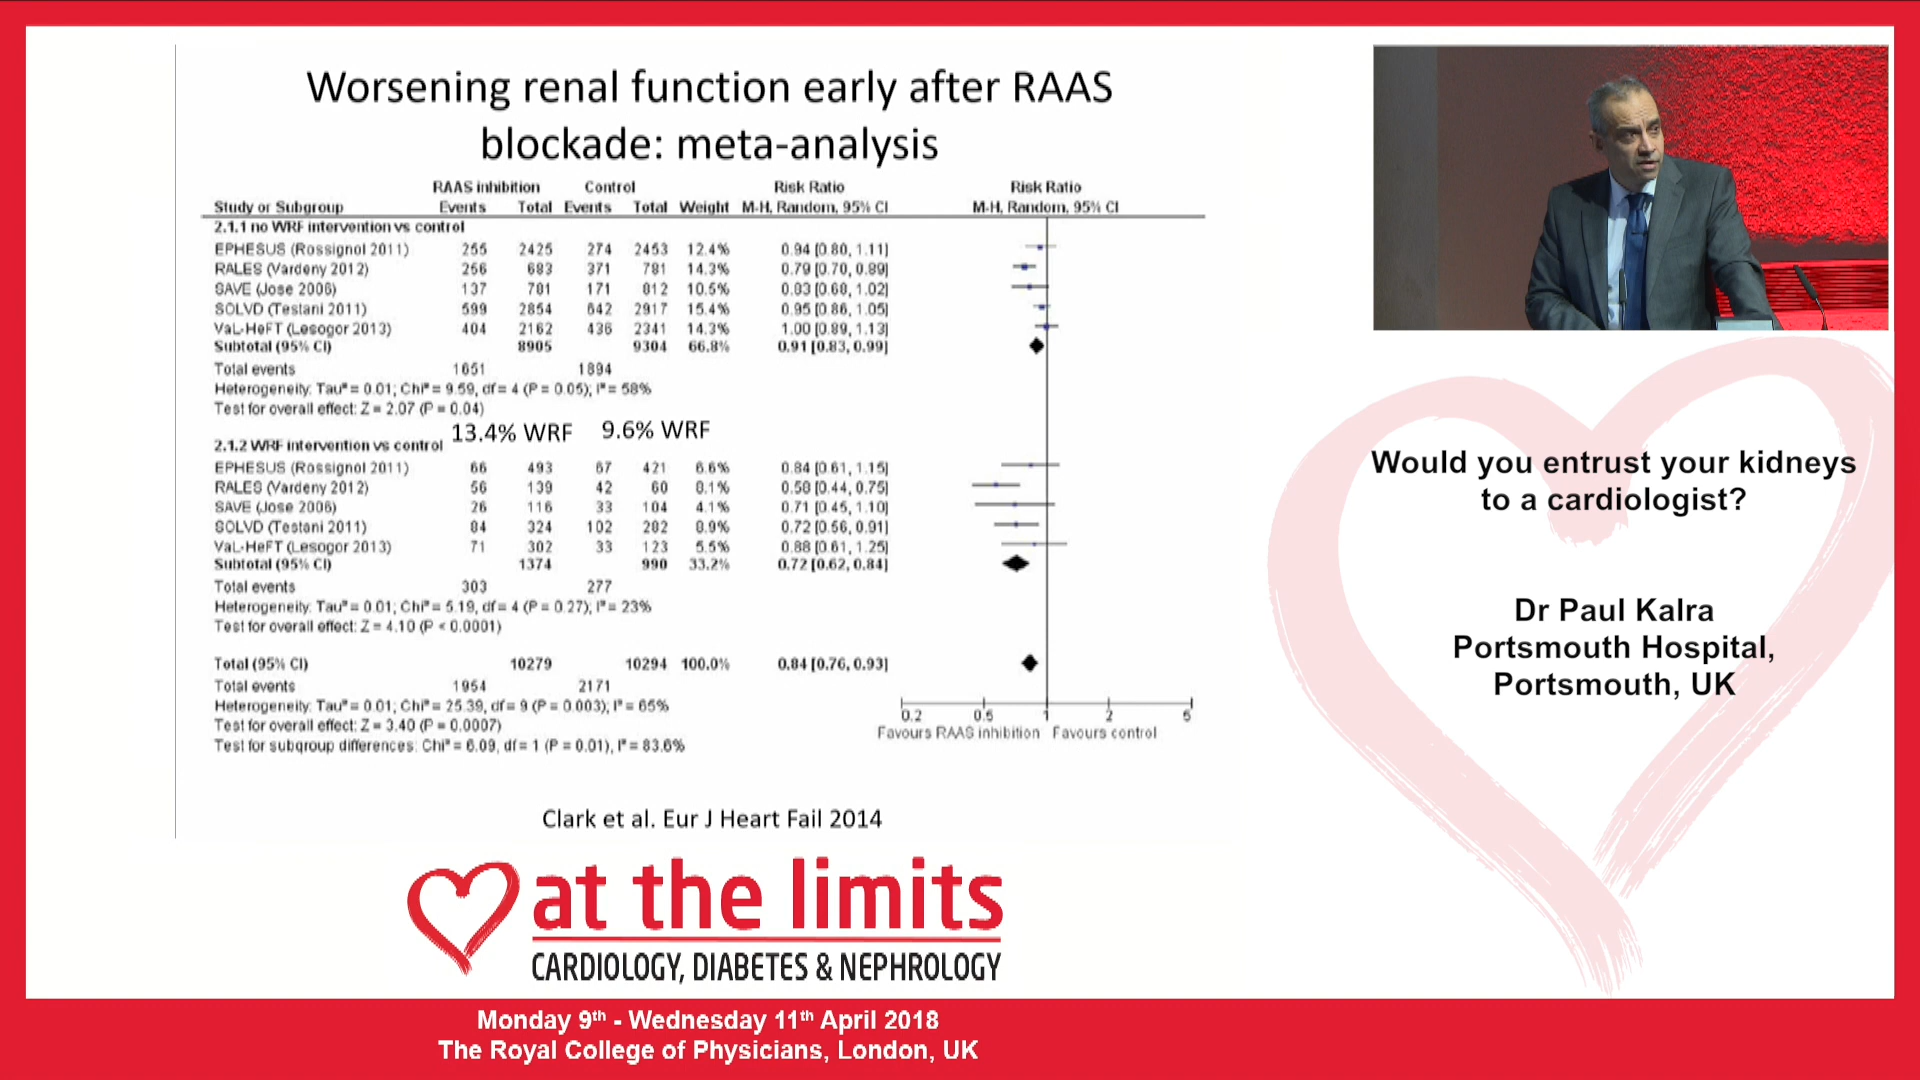 Worsening renal function early after RAAS
blockade: meta-analysis
RAAS inhibition Control Risk Ratio Risk Ratio
Study or Subgroup Events Total Events Total Weight M-H, Random, 95% CI M-H, Random, 95% CI
2.1.1 no WRF intervention vs control
EPHESUS (Rossignol 2011) 255 2425 274 2453 12.4% 0.94 [0.80, 1.11]
RALES (Vardeny 2012) 256 683 371 781 14.3% 0.79 [0.70, 0.89]
SAVE (Jose 2006) 137 781 171 812 10.5% 0.83 [0.68, 1.02]
SOLVD (Testani 2011) 599 2854 642 2917 15.4% 0.95 [0.86, 1.05]
VaL-HeFT (Lesogor 2013) 404 2162 436 2341 14.3% 1.00 [0.89, 1.13]
Subtotal (95% CI) 8905 9304 66.8% 0.91 [0.83, 0.99]
Total events 1651 1894
Heterogeneity: Tau² = 0.01; Chi² = 9.59, df = 4 (P = 0.05); I² = 58%
Test for overall effect: Z = 2.07 (P = 0.04)
13.4% WRF 9.6% WRF
2.1.2 WRF intervention vs control
EPHESUS (Rossignol 2011) 66 493 67 421 6.6% 0.84 [0.61, 1.15]
RALES (Vardeny 2012) 56 139 42 60 8.1% 0.58 [0.44, 0.75]
SAVE (Jose 2006) 26 116 33 104 4.1% 0.71 [0.45, 1.10]
SOLVD (Testani 2011) 84 324 102 282 8.9% 0.72 [0.56, 0.91]
VaL-HeFT (Lesogor 2013) 71 302 33 123 5.5% 0.88 [0.61, 1.25]
Subtotal (95% CI) 1374 990 33.2% 0.72 [0.62, 0.84]
Total events 303 277
Heterogeneity: Tau² = 0.01; Chi² = 5.19, df = 4 (P = 0.27); I² = 23%
Test for overall effect: Z = 4.10 (P < 0.0001)
Total (95% CI) 10279 10294 100.0% 0.84 [0.76, 0.93]
Total events 1954 2171
Heterogeneity: Tau² = 0.01; Chi² = 25.39, df = 9 (P = 0.003); I² = 65%
Test for overall effect: Z = 3.40 (P = 0.0007)
Test for subgroup differences: Chi² = 6.09, df = 1 (P = 0.01), I² = 83.6%
0.2 0.5 1 2 5
Favours RAAS inhibition Favours control
Clark et al. Eur J Heart Fail 2014
Would you entrust your kidneys
to a cardiologist?
Dr Paul Kalra
Portsmouth Hospital,
Portsmouth, UK
at the limits
CARDIOLOGY, DIABETES & NEPHROLOGY
Monday 9th - Wednesday 11th April 2018
The Royal College of Physicians, London, UK